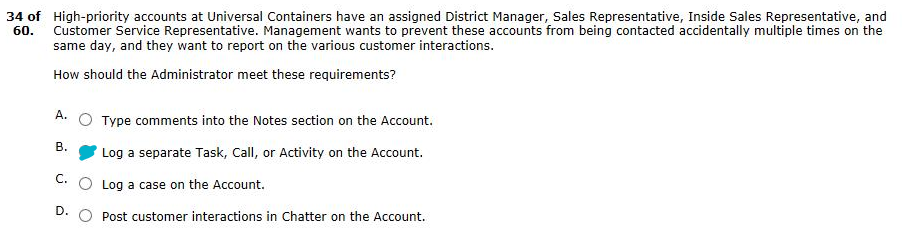 34 of High-priority accounts at Universal Containers have an assigned District Manager, Sales Representative, Inside Sales Representative, and
60. Customer Service Representative. Management wants to prevent these accounts from being contacted accidentally multiple times on the
same day, and they want to report on the various customer interactions.
How should the Administrator meet these requirements?
A. Type comments into the Notes section on the Account.
B. Log a separate Task, Call, or Activity on the Account.
C. Log a case on the Account.
D. Post customer interactions in Chatter on the Account.